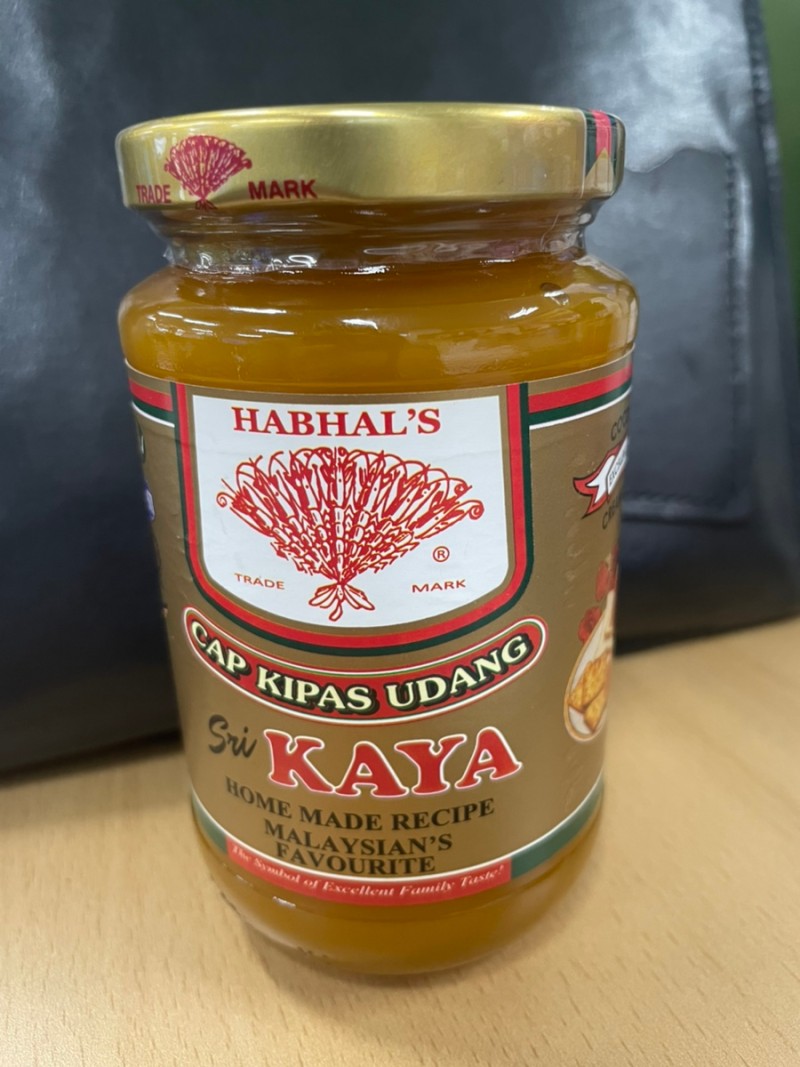 TRADE MARK
HABHAL'S
®
TRADE MARK
CAP KIPAS UDANG
Sri KAYA
HOME MADE RECIPE
MALAYSIAN'S
FAVOURITE
The Symbol of Excellent Family Taste!